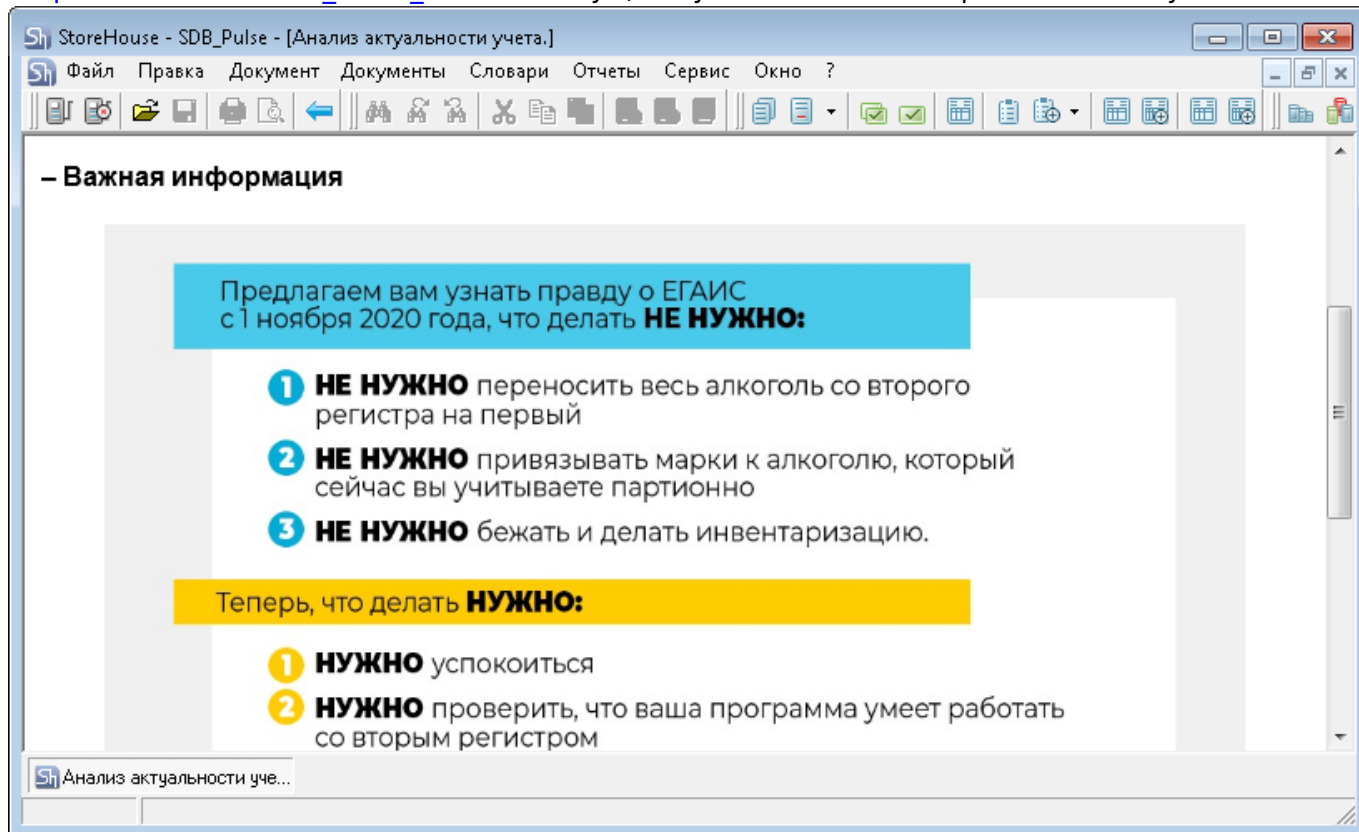 StoreHouse - SDB_Pulse - [Анализ актуальности учета.]
Файл Правка Документ Документы Словари Отчеты Сервис Окно ?
– Важная информация
Предлагаем вам узнать правду о ЕГАИС
с 1 ноября 2020 года, что делать НЕ НУЖНО:
1 НЕ НУЖНО переносить весь алкоголь со второго
регистра на первый
2 НЕ НУЖНО привязывать марки к алкоголю, который
сейчас вы учитываете партионно
3 НЕ НУЖНО бежать и делать инвентаризацию.
Теперь, что делать НУЖНО:
1 НУЖНО успокоиться
2 НУЖНО проверить, что ваша программа умеет работать
со вторым регистром
Анализ актуальности уче...